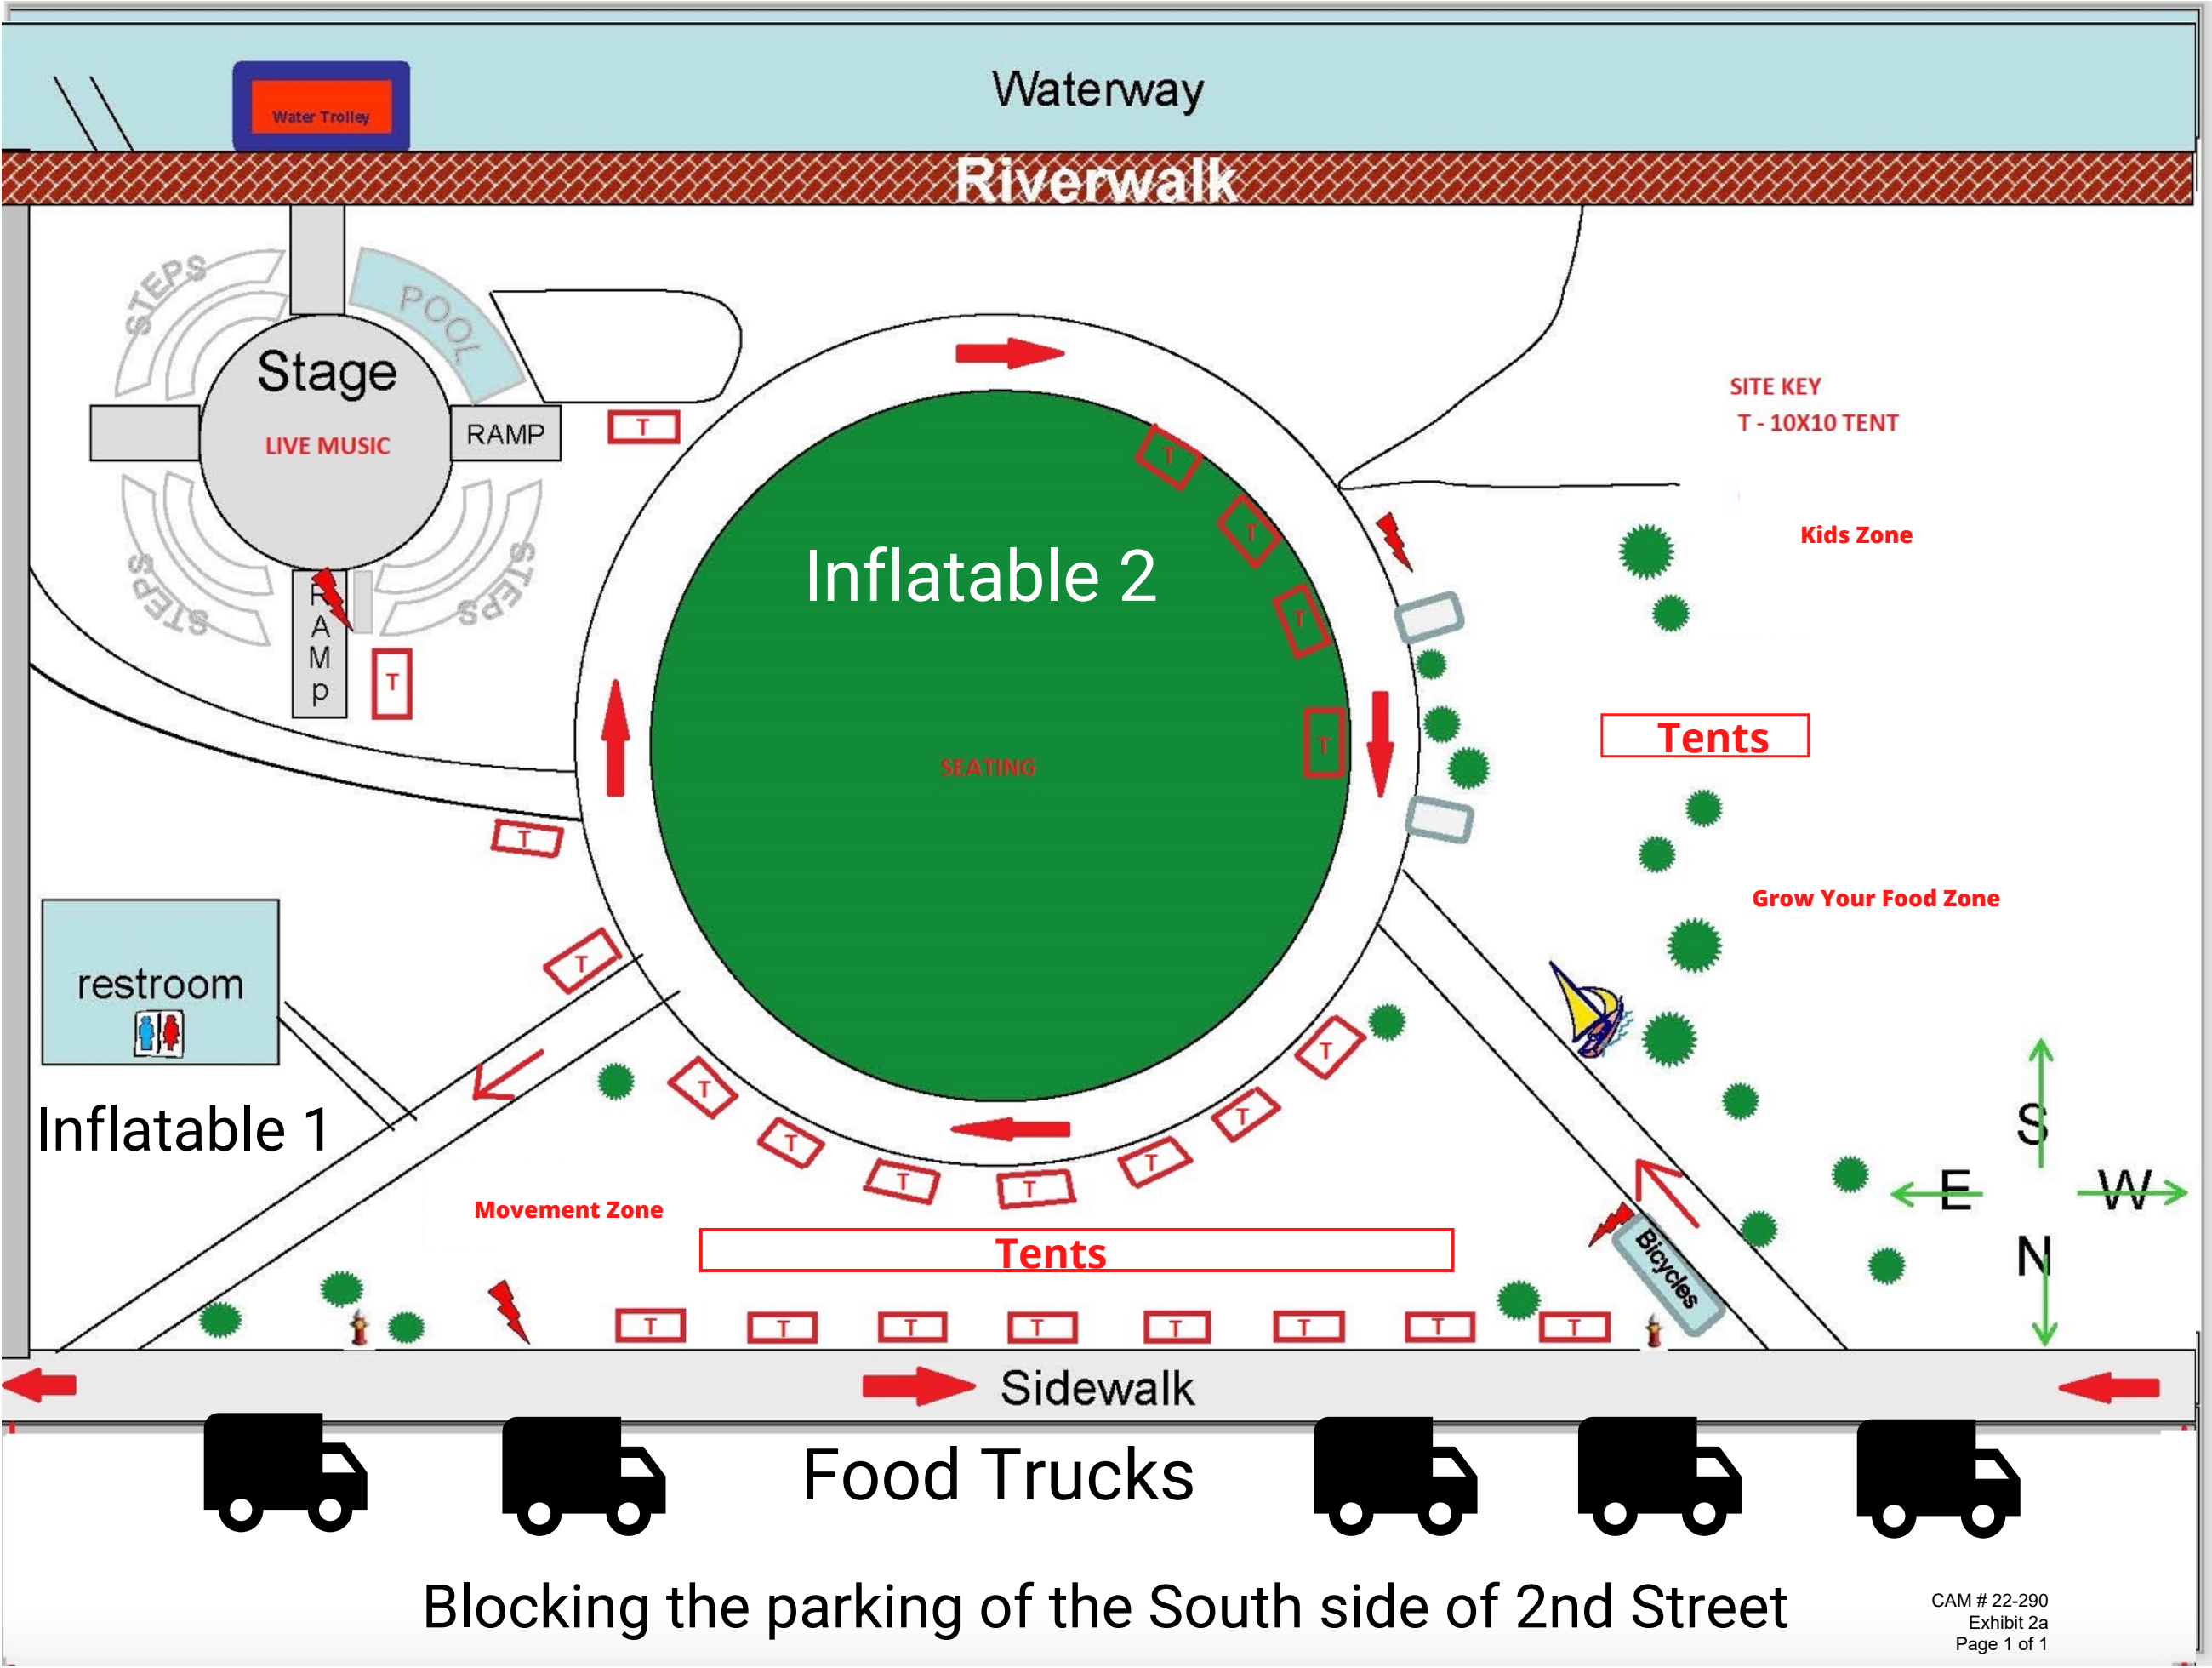 Waterway
Water Trolley
Riverwalk
STEPS
POOL
Stage
LIVE MUSIC
RAMP
T
STEPS
STEPS
RAMp
T
SITE KEY
T - 10X10 TENT
T
T
T
T
Inflatable 2
SEATING
Kids Zone
Tents
Grow Your Food Zone
T
T
restroom
Inflatable 1
T
T
T
T
T
T
T
Movement Zone
Tents
S
E
W
N
Bicycles
T
T
T
T
T
T
T
T
Sidewalk
Food Trucks
Blocking the parking of the South side of 2nd Street
CAM # 22-290
Exhibit 2a
Page 1 of 1